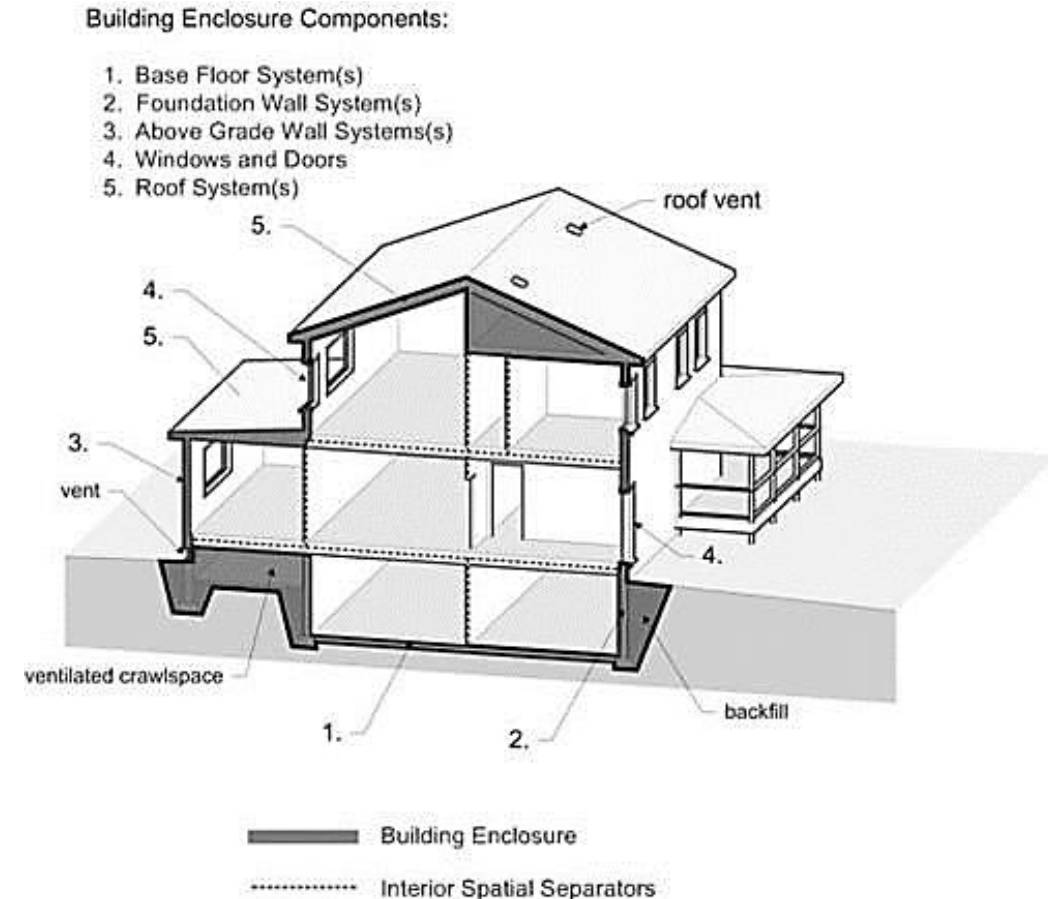 Building Enclosure Components:
1. Base Floor System(s)
2. Foundation Wall System(s)
3. Above Grade Wall Systems(s)
4. Windows and Doors
5. Roof System(s)
roof vent
5.
4.
5.
3.
vent
4.
ventilated crawlspace
backfill
1.
2.
Building Enclosure
Interior Spatial Separators